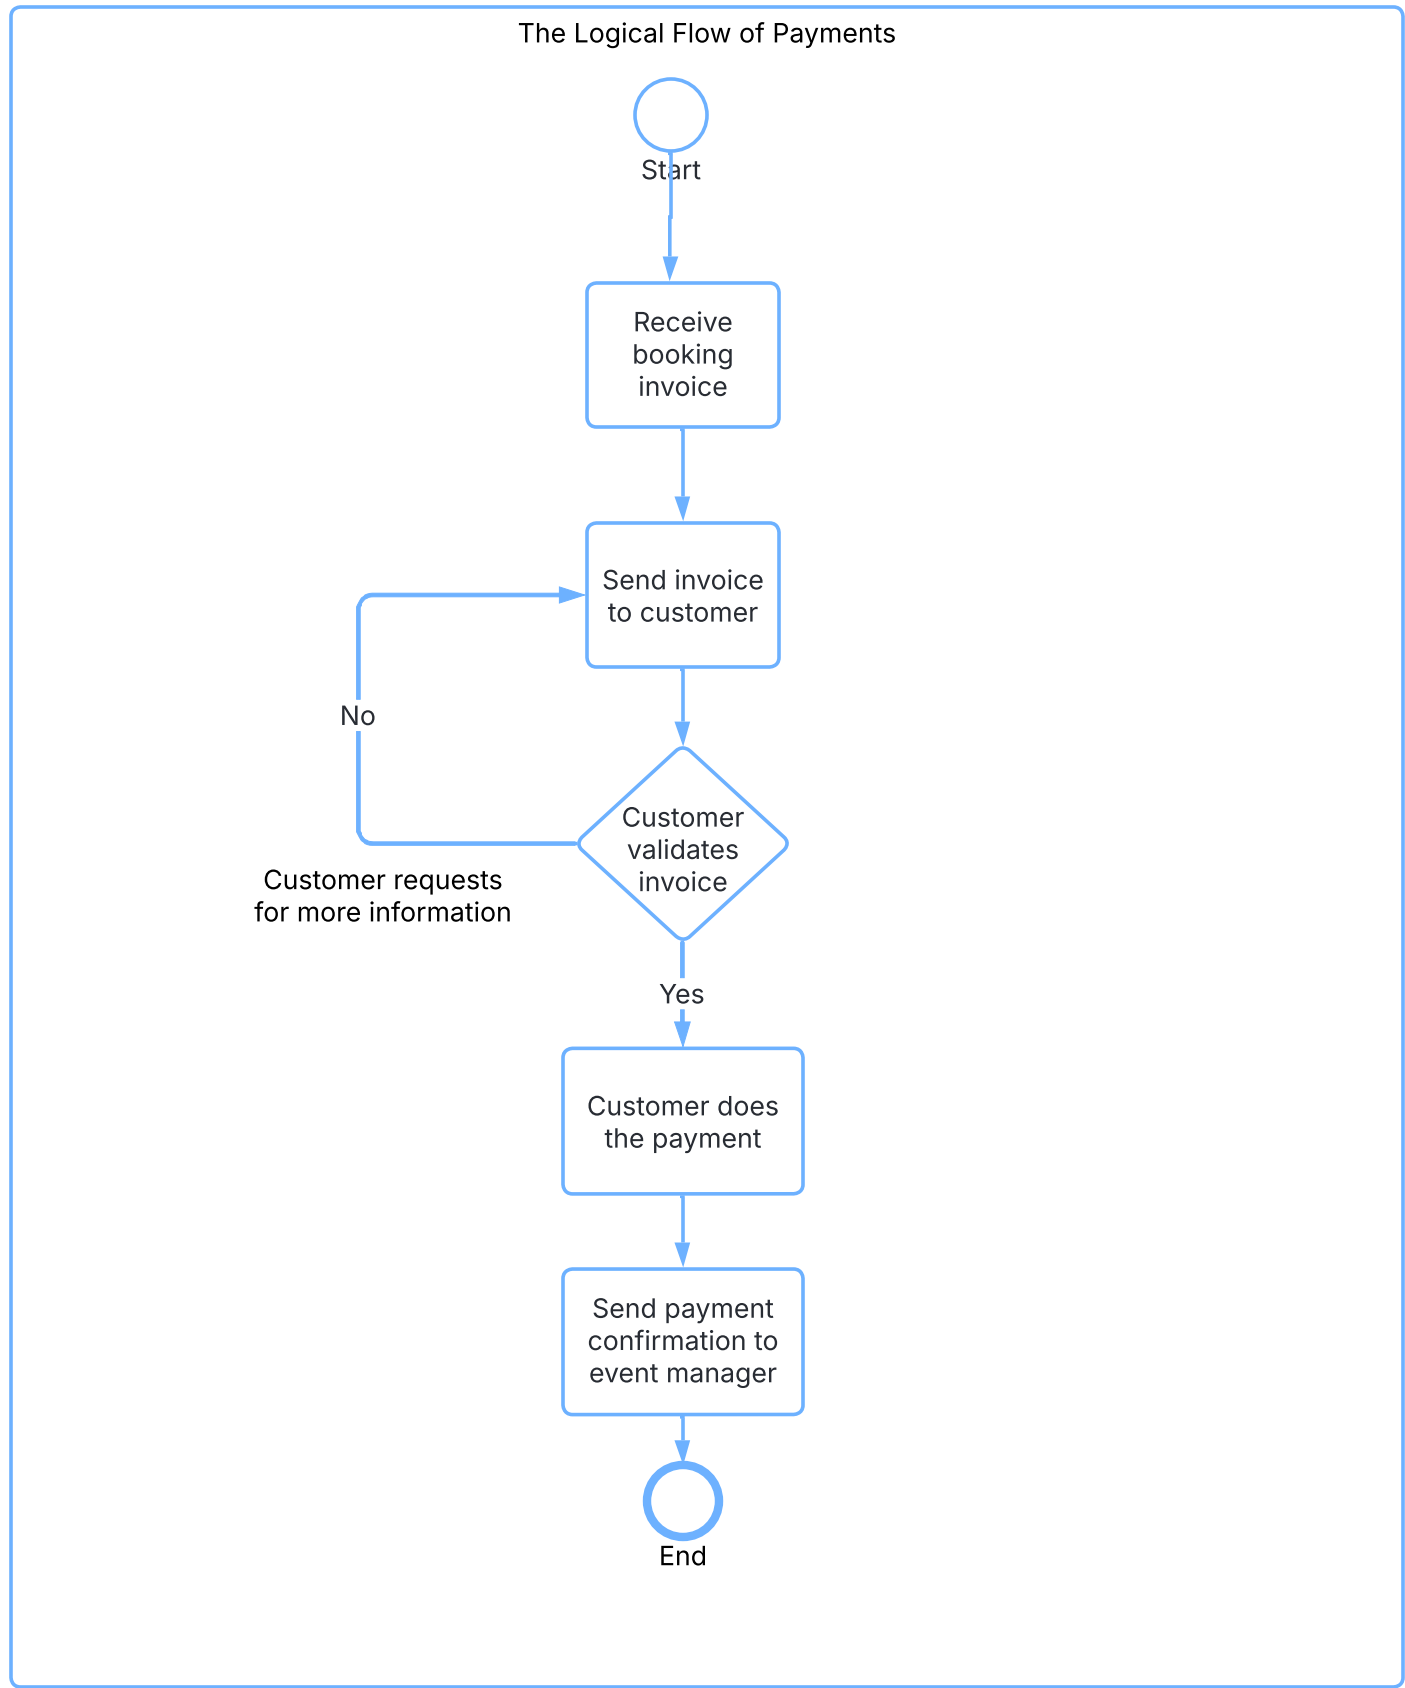 The Logical Flow of Payments
Start
Receive
booking
invoice
Send invoice
to customer
No
Customer
validates
invoice
Customer requests
for more information
Yes
Customer does
the payment
Send payment
confirmation to
event manager
End